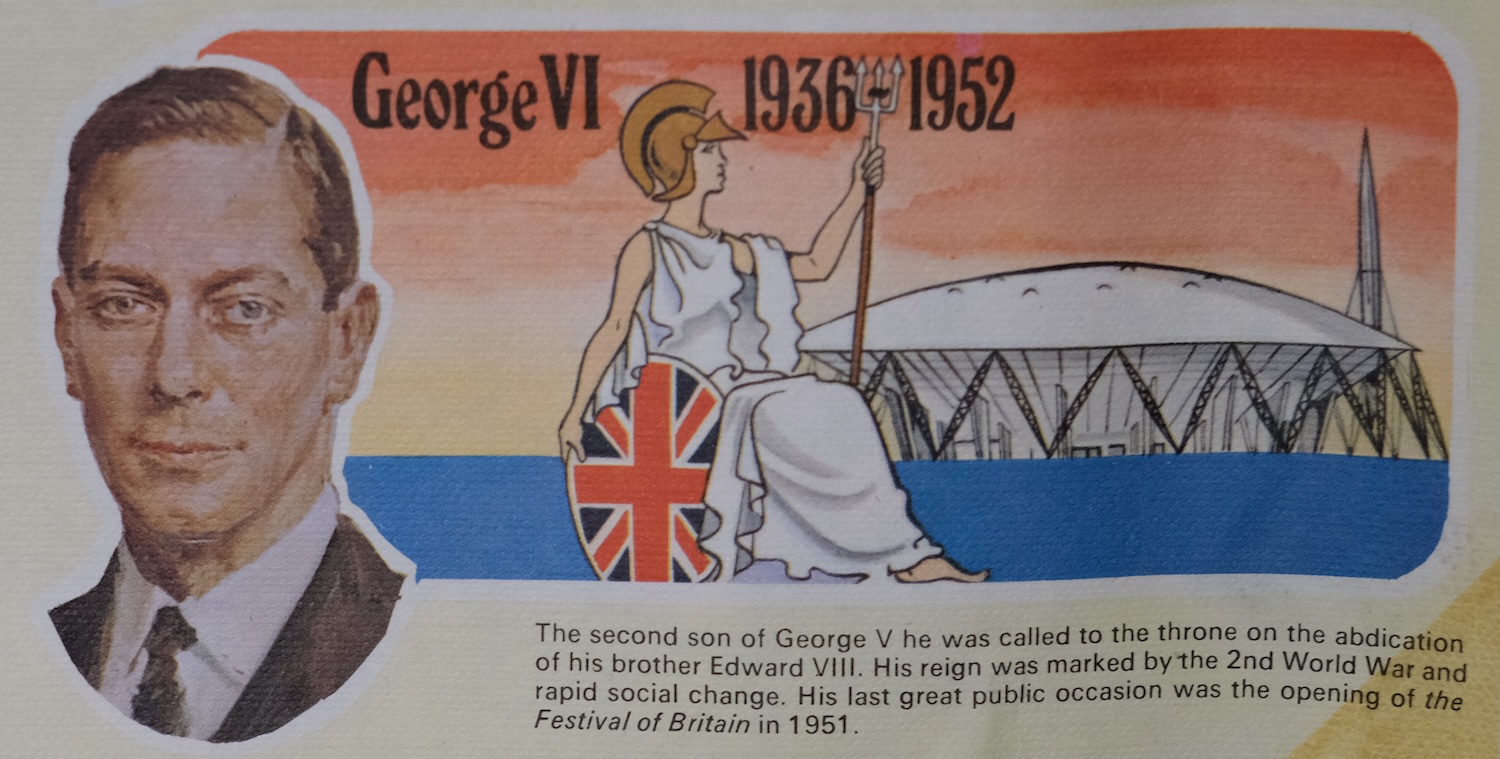 George VI 1936-1952
The second son of George V he was called to the throne on the abdication
of his brother Edward VIII. His reign was marked by the 2nd World War and
rapid social change. His last great public occasion was the opening of the
Festival of Britain in 1951.